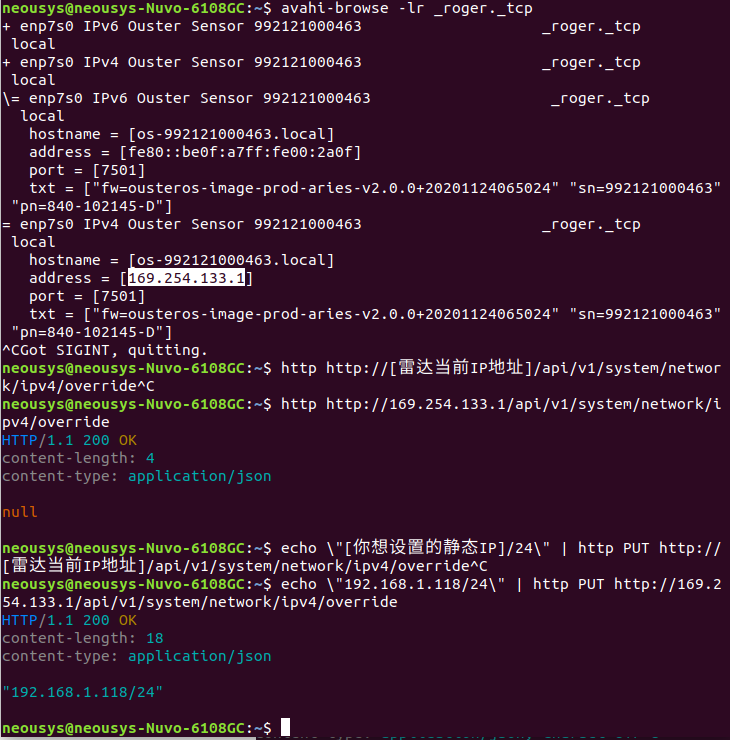 neousys@neousys-Nuvo-6108GC:~$ avahi-browse -lr _roger._tcp
+ enp7s0 IPv6 Ouster Sensor 992121000463                    _roger._tcp
 local
+ enp7s0 IPv4 Ouster Sensor 992121000463                    _roger._tcp
 local
\= enp7s0 IPv6 Ouster Sensor 992121000463                    _roger._tcp
  local
   hostname = [os-992121000463.local]
   address = [fe80::be0f:a7ff:fe00:2a0f]
   port = [7501]
   txt = ["fw=ousteros-image-prod-aries-v2.0.0+20201124065024" "sn=992121000463"
 "pn=840-102145-D"]
= enp7s0 IPv4 Ouster Sensor 992121000463                    _roger._tcp
 local
   hostname = [os-992121000463.local]
   address = [169.254.133.1]
   port = [7501]
   txt = ["fw=ousteros-image-prod-aries-v2.0.0+20201124065024" "sn=992121000463"
 "pn=840-102145-D"]
^CGot SIGINT, quitting.
neousys@neousys-Nuvo-6108GC:~$ http http://[雷达当前IP地址]/api/v1/system/networ
k/ipv4/override^C
neousys@neousys-Nuvo-6108GC:~$ http http://169.254.133.1/api/v1/system/network/i
pv4/override
HTTP/1.1 200 OK
content-length: 4
content-type: application/json

null

neousys@neousys-Nuvo-6108GC:~$ echo \"[你想设置的静态IP]/24\" | http PUT http://
[雷达当前IP地址]/api/v1/system/network/ipv4/override^C
neousys@neousys-Nuvo-6108GC:~$ echo \"192.168.1.118/24\" | http PUT http://169.2
54.133.1/api/v1/system/network/ipv4/override
HTTP/1.1 200 OK
content-length: 18
content-type: application/json

"192.168.1.118/24"

neousys@neousys-Nuvo-6108GC:~$